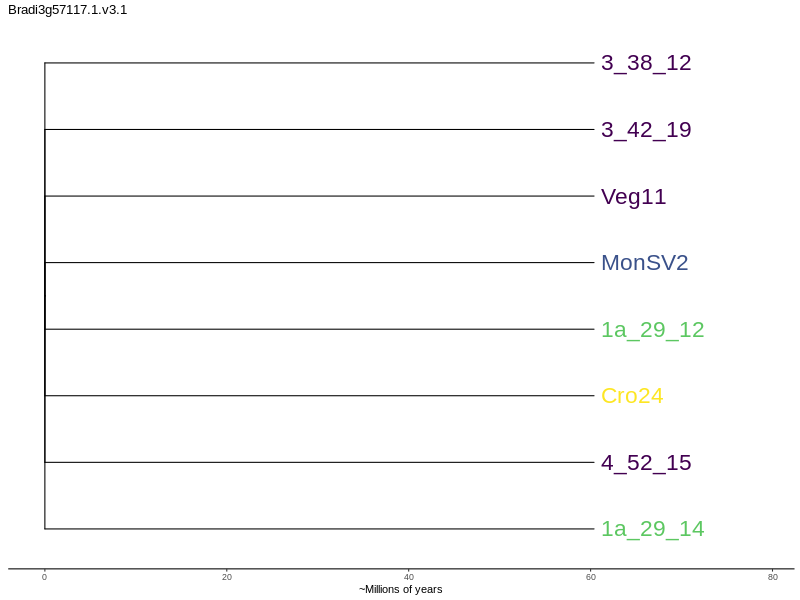 Bradi3g57117.1.v3.1
3_38_12
3_42_19
Veg11
MonSV2
1a_29_12
Cro24
4_52_15
1a_29_14
0 20 40 60 80
~Millions of years